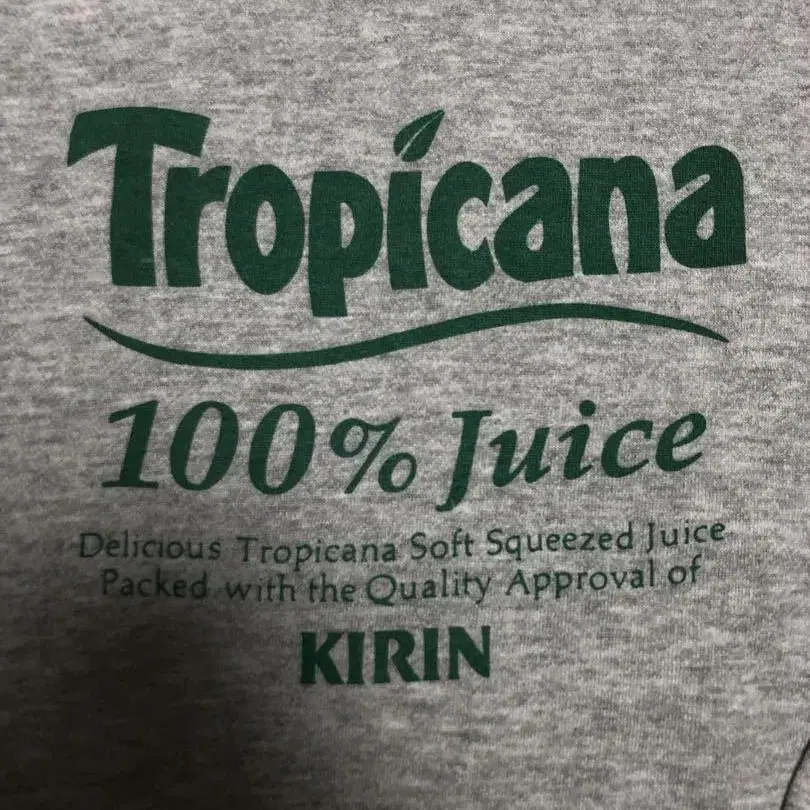 Tropicana
100% Juice
Delicious Tropicana Soft Squeezed Juice
Packed with the Quality Approval of
KIRIN